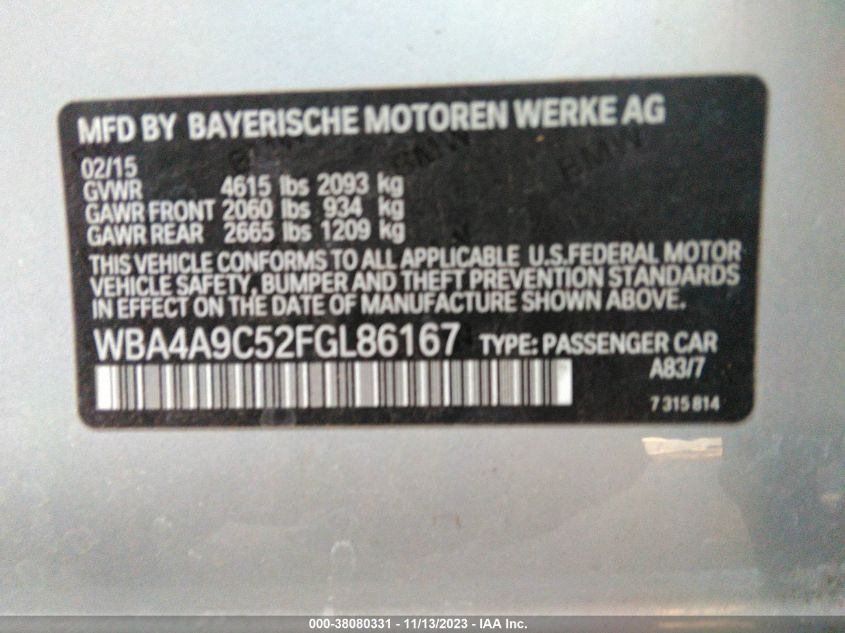 MFD BY BAYERISCHE MOTOREN WERKE AG
02/15
GVWR 4615 lbs 2093 kg
GAWR FRONT 2060 lbs 934 kg
GAWR REAR 2665 lbs 1209 kg
THIS VEHICLE CONFORMS TO ALL APPLICABLE U.S.FEDERAL MOTOR
VEHICLE SAFETY, BUMPER AND THEFT PREVENTION STANDARDS
IN EFFECT ON THE DATE OF MANUFACTURE SHOWN ABOVE.
WBA4A9C52FGL86167 TYPE: PASSENGER CAR
A83/7
7 315 814
BMW BMW BMW
000-38080331 - 11/13/2023 - IAA Inc.